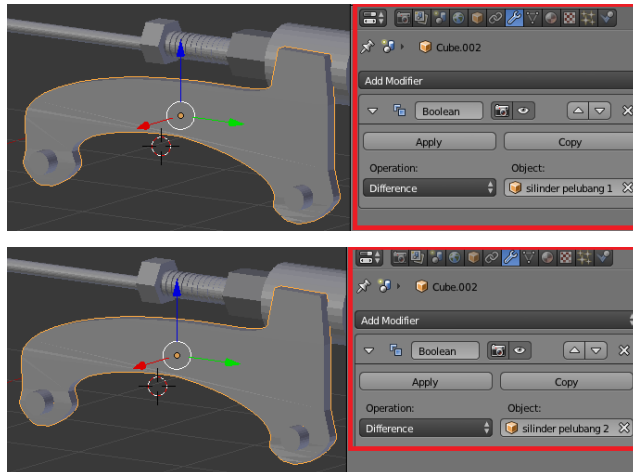 Cube.002
Add Modifier
Boolean
Apply Copy
Operation: Object:
Difference silinder pelubang 1
Cube.002
Add Modifier
Boolean
Apply Copy
Operation: Object:
Difference silinder pelubang 2